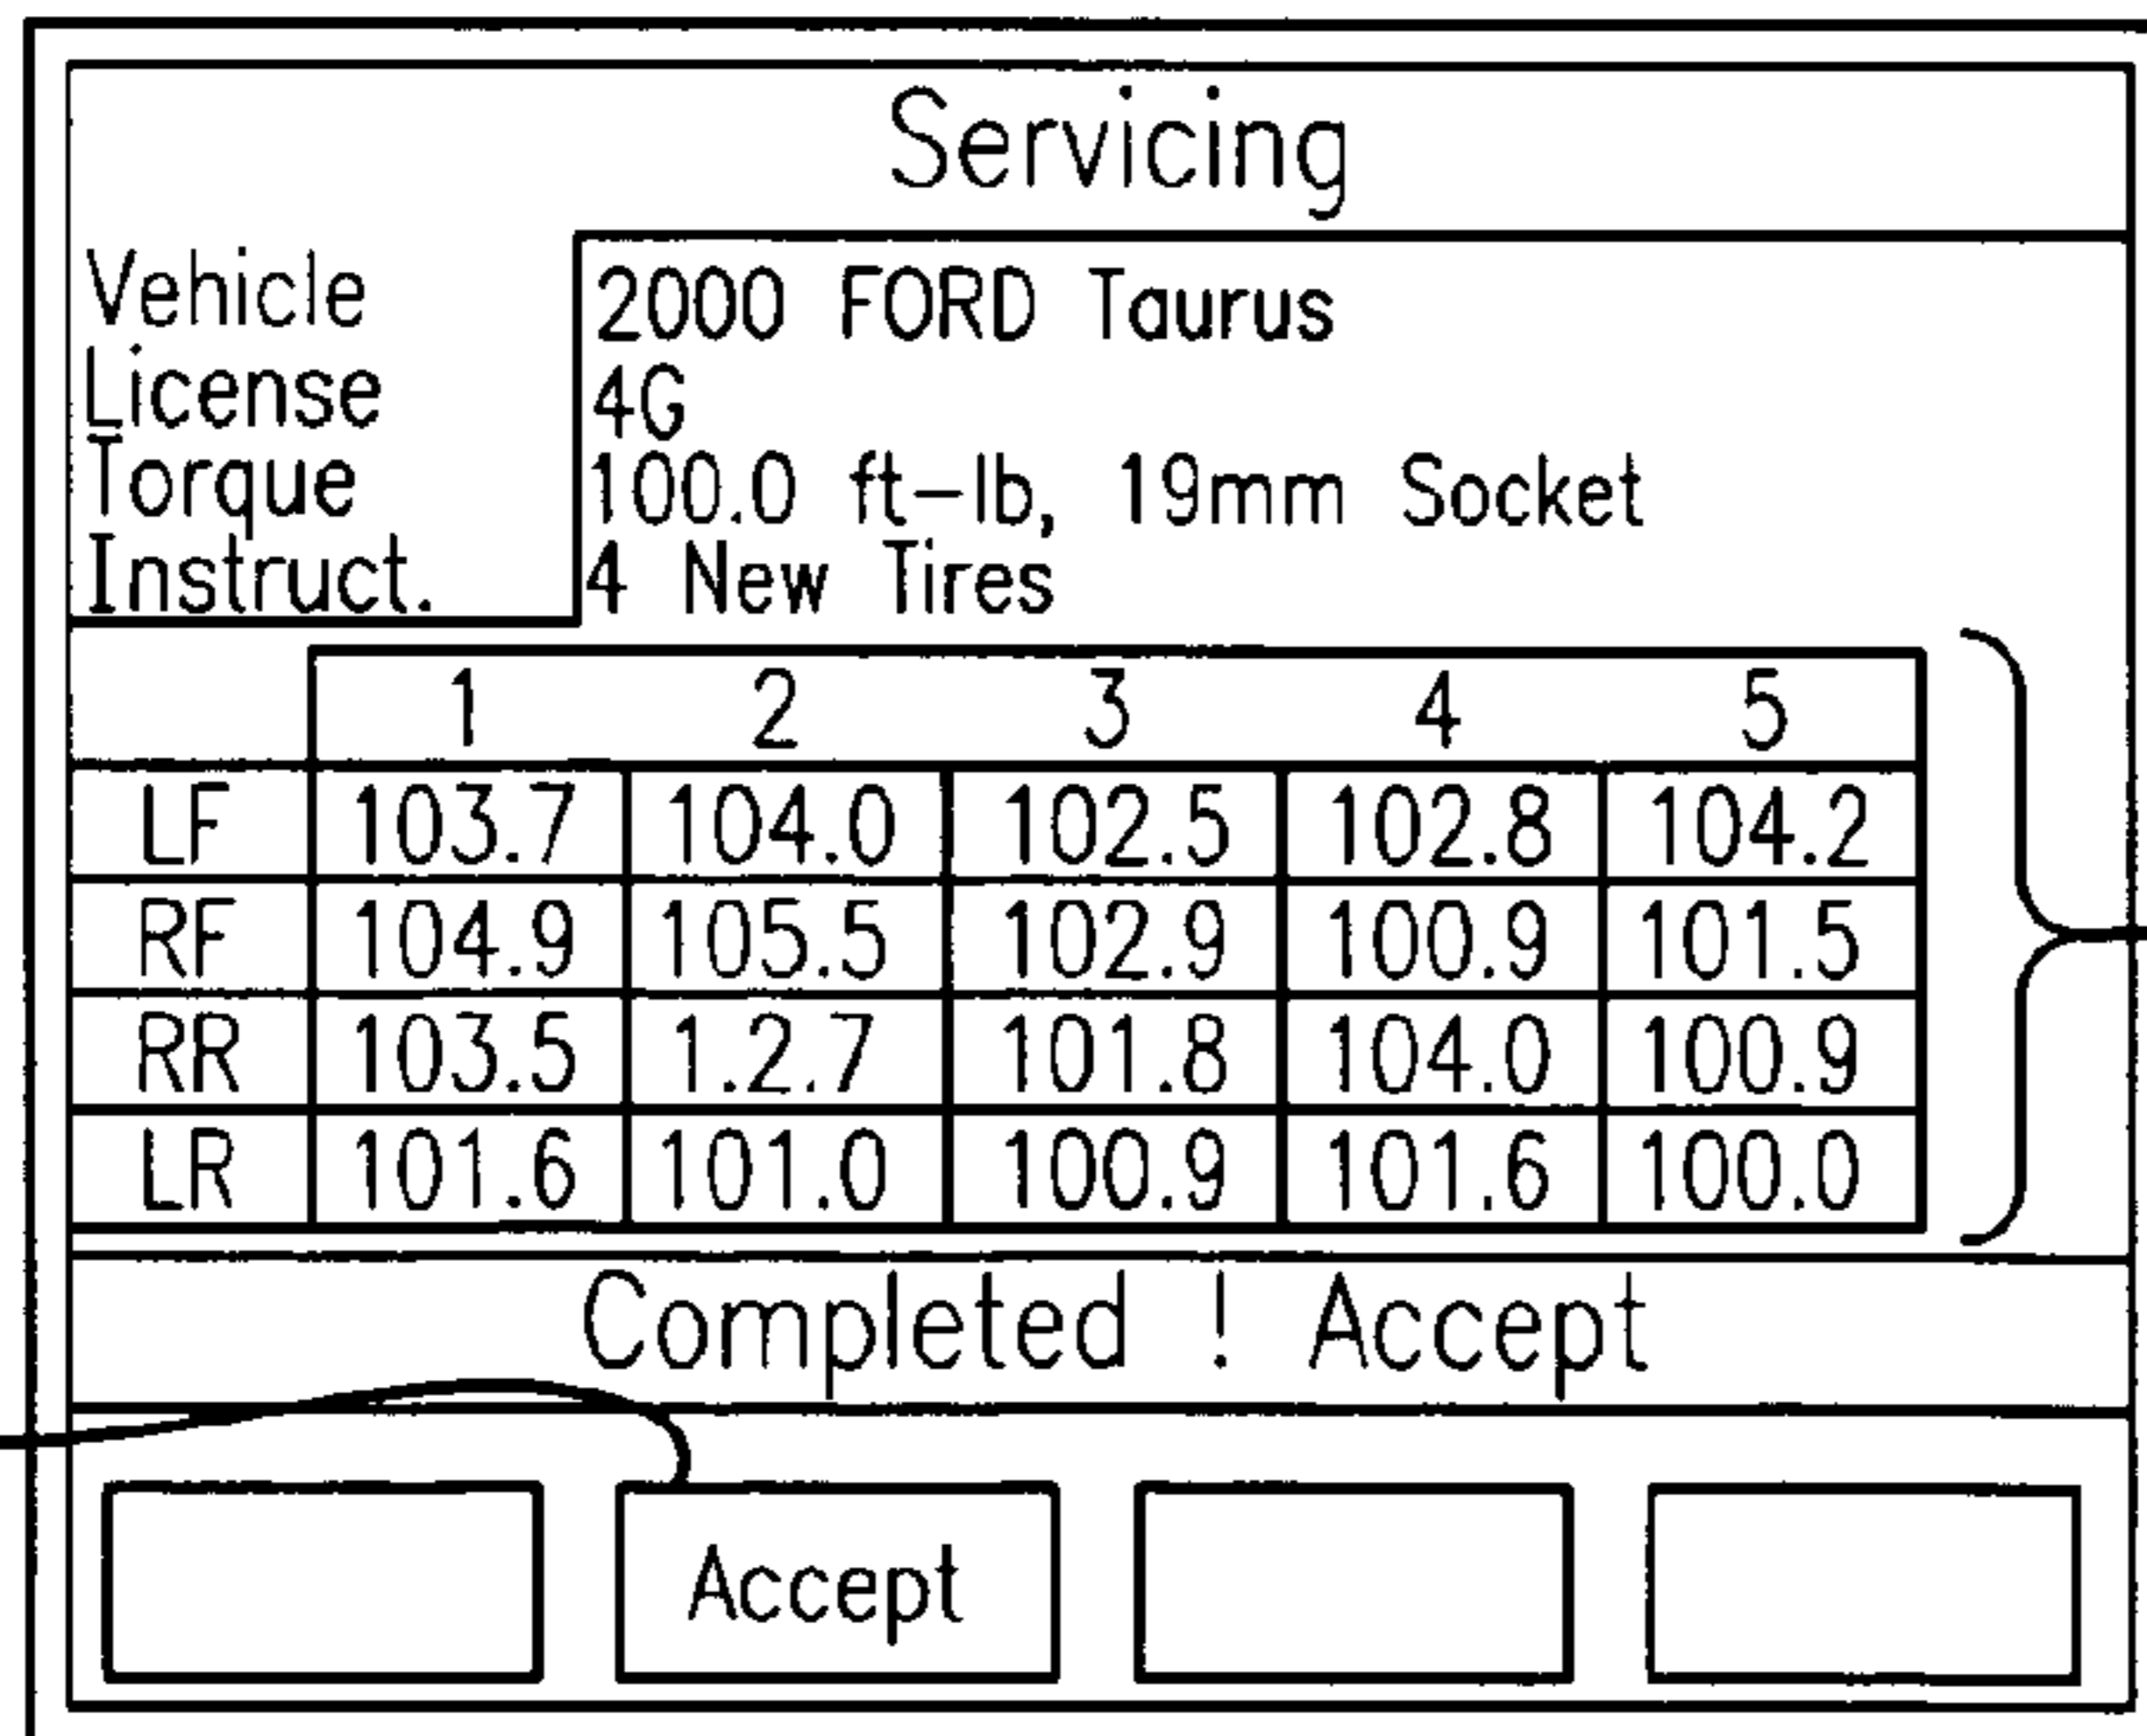 Servicing
Vehicle 2000 FORD Taurus
License 4G
Torque 100.0 ft-lb, 19mm Socket
Instruct. 4 New Tires
1 2 3 4 5
LF 103.7 104.0 102.5 102.8 104.2
RF 104.9 105.5 102.9 100.9 101.5
RR 103.5 1.2.7 101.8 104.0 100.9
LR 101.6 101.0 100.9 101.6 100.0
Completed ! Accept
Accept